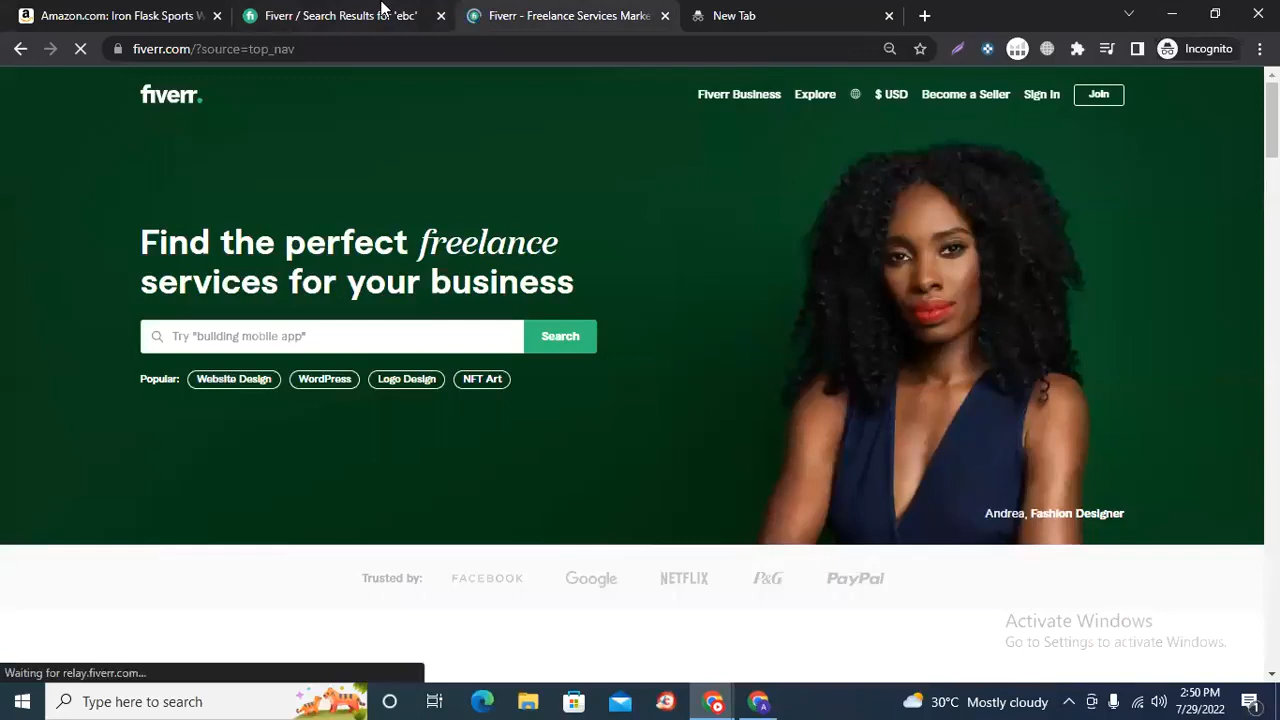 Amazon.com: Iron Flask Sports W
Fiverr / Search Results for 'ebc'
Fiverr - Freelance Services Marke
New Tab
fiverr.com/?source=top_nav
Incognito
fiverr.
Fiverr Business
Explore
$ USD
Become a Seller
Sign In
Join
Find the perfect freelance
services for your business
Try "building mobile app"
Search
Popular:
Website Design
WordPress
Logo Design
NFT Art
Andrea, Fashion Designer
Trusted by:
FACEBOOK
Google
NETFLIX
P&G
PayPal
Activate Windows
Go to Settings to activate Windows.
Waiting for relay.fiverr.com...
Type here to search
30°C Mostly cloudy
2:50 PM
7/29/2022